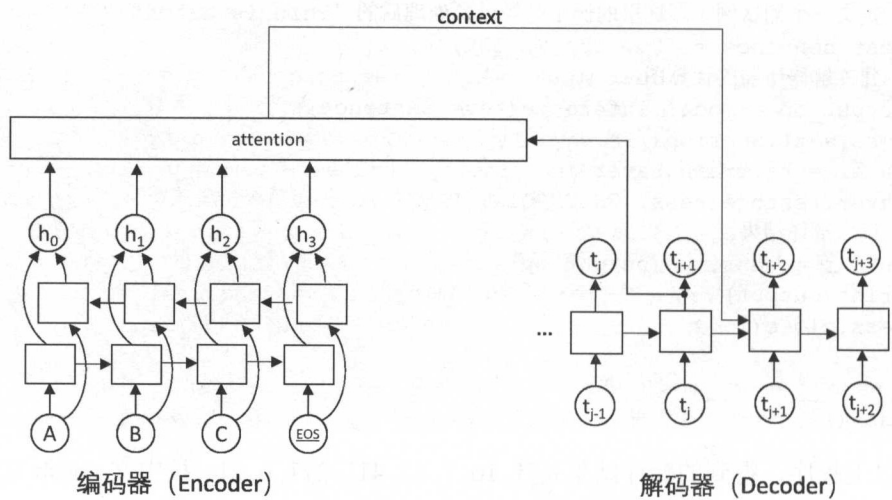 context
attention
h0 h1 h2 h3
tj tj+1 tj+2 tj+3
...
A B C EOS
tj-1 tj tj+1 tj+2
编码器（Encoder）
解码器（Decoder）